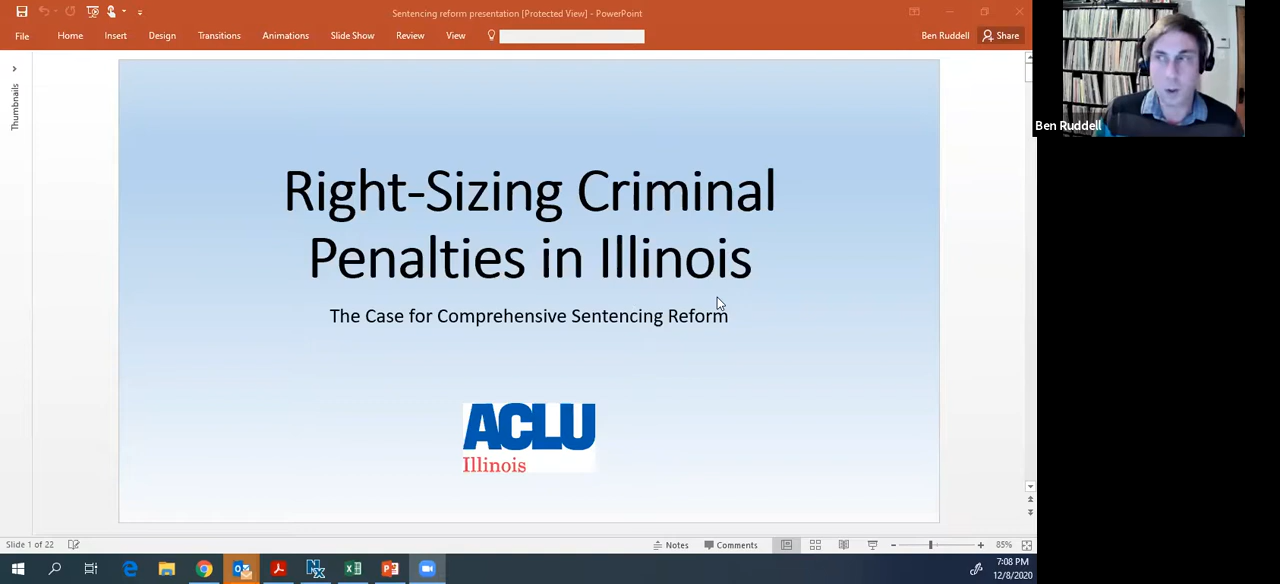 Sentencing reform presentation [Protected View] - PowerPoint
File Home Insert Design Transitions Animations Slide Show Review View
Ben Ruddell Share
Thumbnails
Right-Sizing Criminal
Penalties in Illinois
The Case for Comprehensive Sentencing Reform
ACLU
Illinois
Ben Ruddell
Slide 1 of 22
Notes Comments 85%
7:08 PM
12/8/2020